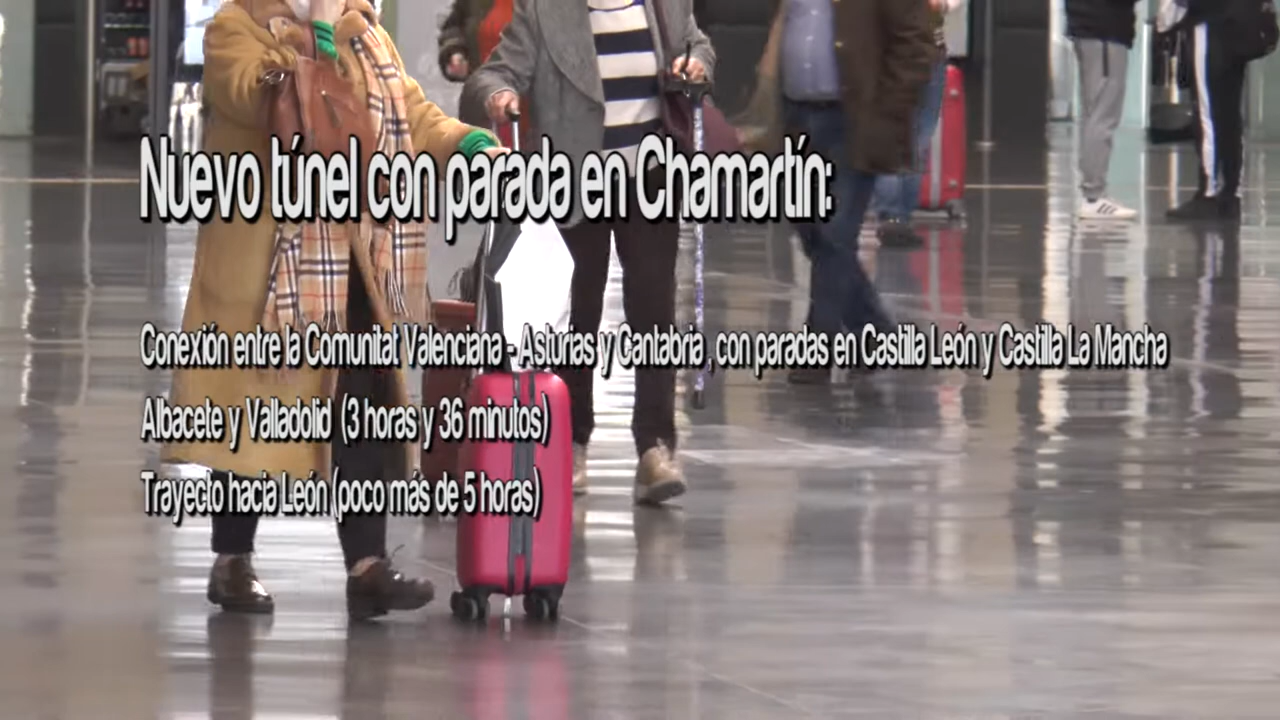 Nuevo túnel con parada en Chamartín:
Conexión entre la Comunitat Valenciana - Asturias y Cantabria , con paradas en Castilla León y Castilla La Mancha
Albacete y Valladolid (3 horas y 36 minutos)
Trayecto hacia León (poco más de 5 horas)